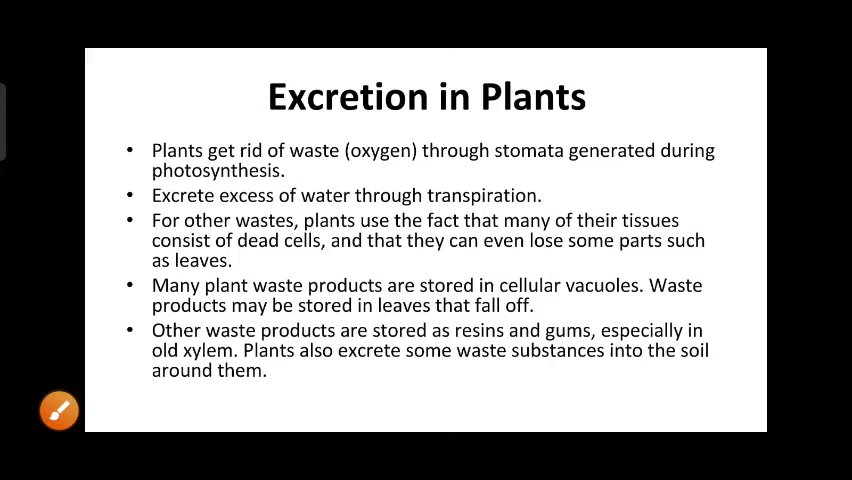 Excretion in Plants
• Plants get rid of waste (oxygen) through stomata generated during
photosynthesis.
• Excrete excess of water through transpiration.
• For other wastes, plants use the fact that many of their tissues
consist of dead cells, and that they can even lose some parts such
as leaves.
• Many plant waste products are stored in cellular vacuoles. Waste
products may be stored in leaves that fall off.
• Other waste products are stored as resins and gums, especially in
old xylem. Plants also excrete some waste substances into the soil
around them.